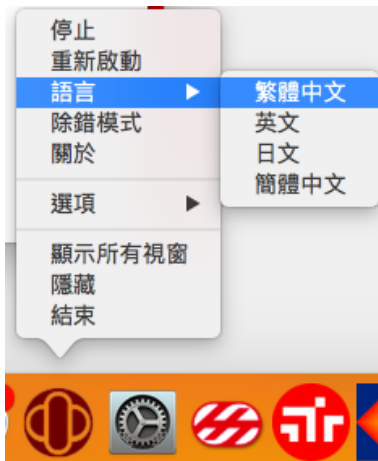 停止
重新啟動
語言
除錯模式
關於
選項
顯示所有視窗
隱藏
結束
繁體中文
英文
日文
簡體中文